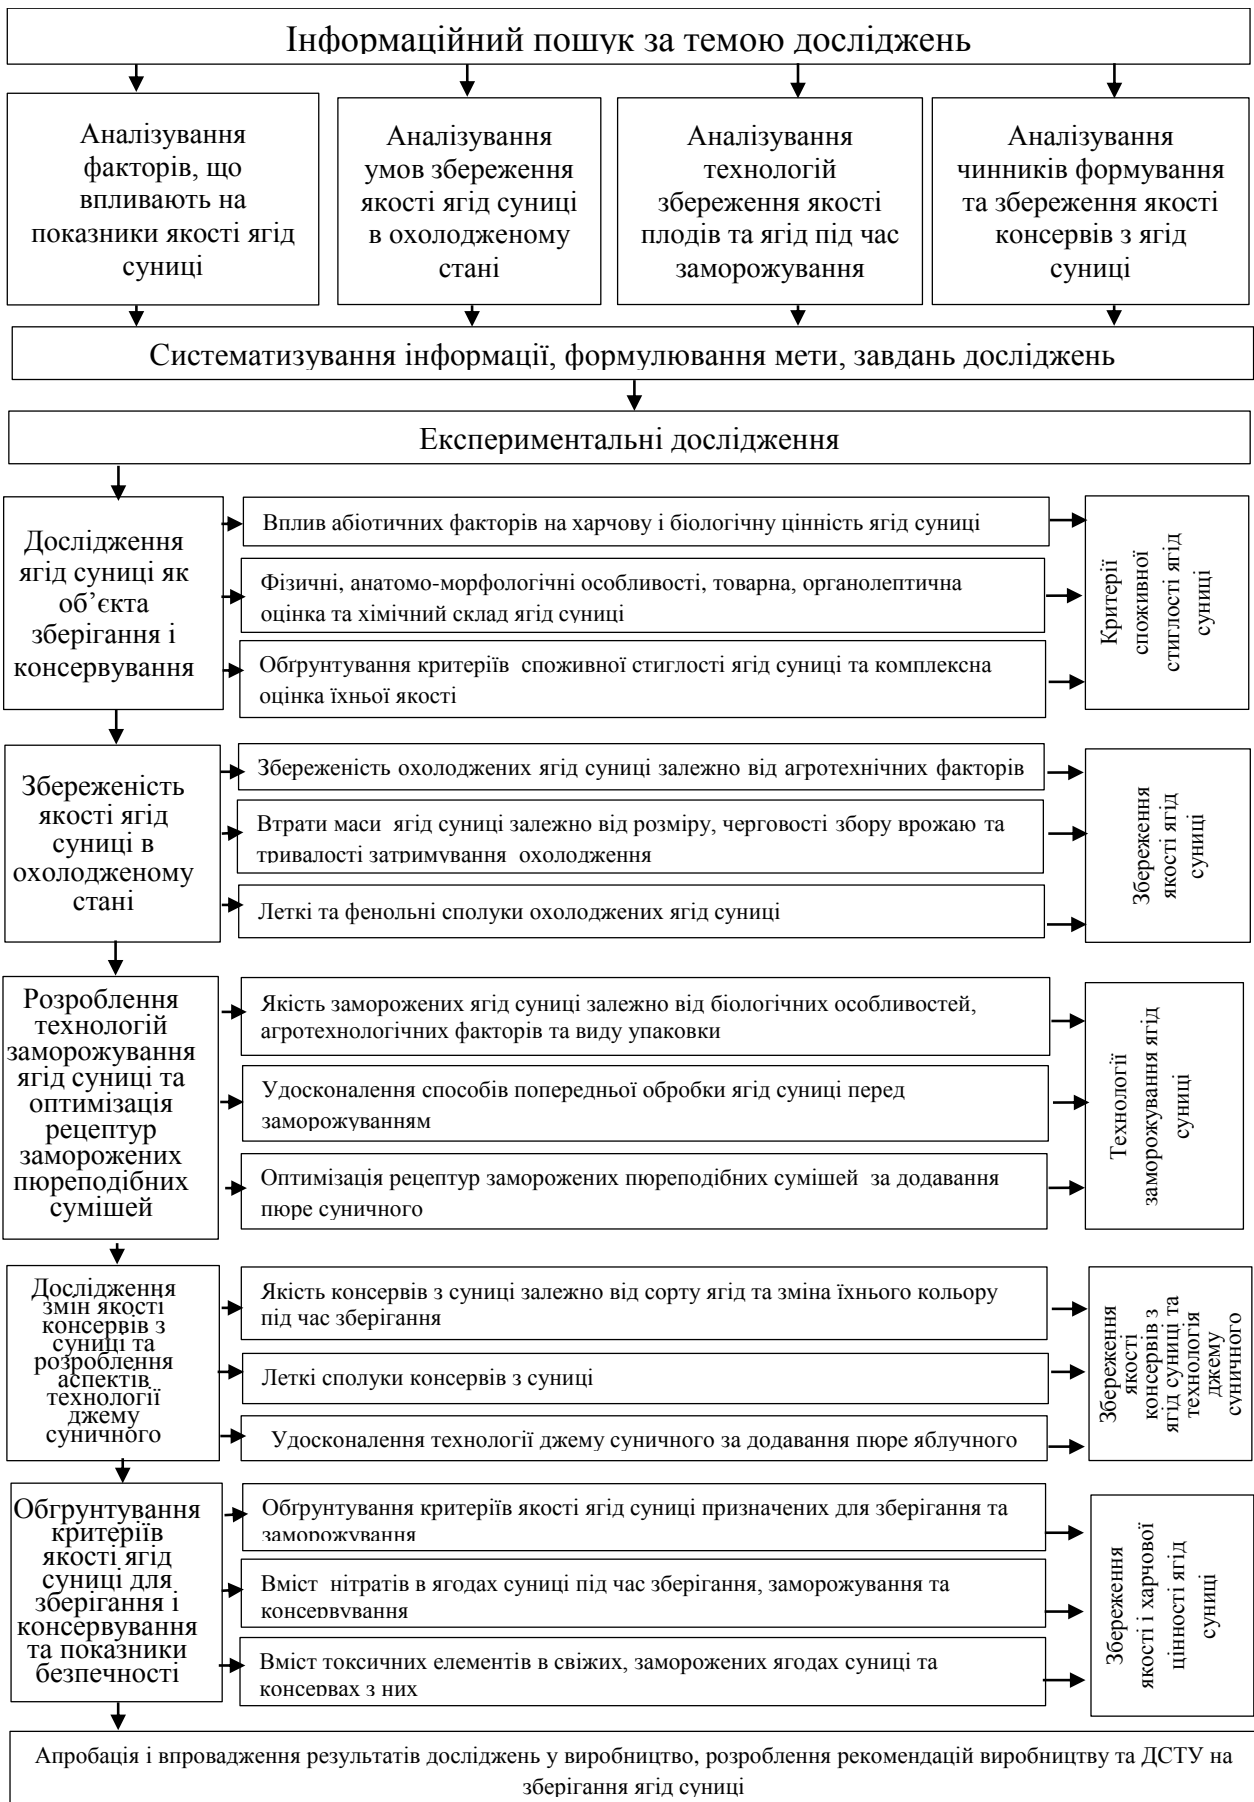 Інформаційний пошук за темою досліджень
Аналізування
факторів, що
впливають на
показники якості ягід
суниці
Аналізування
умов збереження
якості ягід суниці
в охолодженому
стані
Аналізування
технологій
збереження якості
плодів та ягід під час
заморожування
Аналізування
чинників формування
та збереження якості
консервів з ягід
суниці
Систематизування інформації, формулювання мети, завдань досліджень
Експериментальні дослідження
Дослідження
ягід суниці як
об’єкта
зберігання і
консервування
Вплив абіотичних факторів на харчову і біологічну цінність ягід суниці
Фізичні, анатомо-морфологічні особливості, товарна, органолептична
оцінка та хімічний склад ягід суниці
Обґрунтування критеріїв споживної стиглості ягід суниці та комплексна
оцінка їхньої якості
Критерії
споживної
стиглості ягід
суниці
Збереженість
якості ягід
суниці в
охолодженому
стані
Збереженість охолоджених ягід суниці залежно від агротехнічних факторів
Втрати маси ягід суниці залежно від розміру, черговості збору врожаю та
тривалості затримування охолодження
Леткі та фенольні сполуки охолоджених ягід суниці
Збереження
якості ягід
суниці
Розроблення
технологій
заморожування
ягід суниці та
оптимізація
рецептур
заморожених
пюреподібних
сумішей
Якість заморожених ягід суниці залежно від біологічних особливостей,
агротехнологічних факторів та виду упаковки
Удосконалення способів попередньої обробки ягід суниці перед
заморожуванням
Оптимізація рецептур заморожених пюреподібних сумішей за додавання
пюре суничного
Технології
заморожування ягід
суниці
Дослідження
змін якості
консервів з
суниці та
розроблення
аспектів
технології
джему
суничного
Якість консервів з суниці залежно від сорту ягід та зміна їхнього кольору
під час зберігання
Леткі сполуки консервів з суниці
Удосконалення технології джему суничного за додавання пюре яблучного
Збереження
якості
консервів з
ягід суниці та
технологія
джему
суничного
Обгрунтування
критеріїв
якості ягід
суниці для
зберігання і
консервування
та показники
безпечності
Обґрунтування критеріїв якості ягід суниці призначених для зберігання та
заморожування
Вміст нітратів в ягодах суниці під час зберігання, заморожування та
консервування
Вміст токсичних елементів в свіжих, заморожених ягодах суниці та
консервах з них
Збереження
якості і харчової
цінності ягід
суниці
Апробація і впровадження результатів досліджень у виробництво, розроблення рекомендацій виробництву та ДСТУ на
зберігання ягід суниці